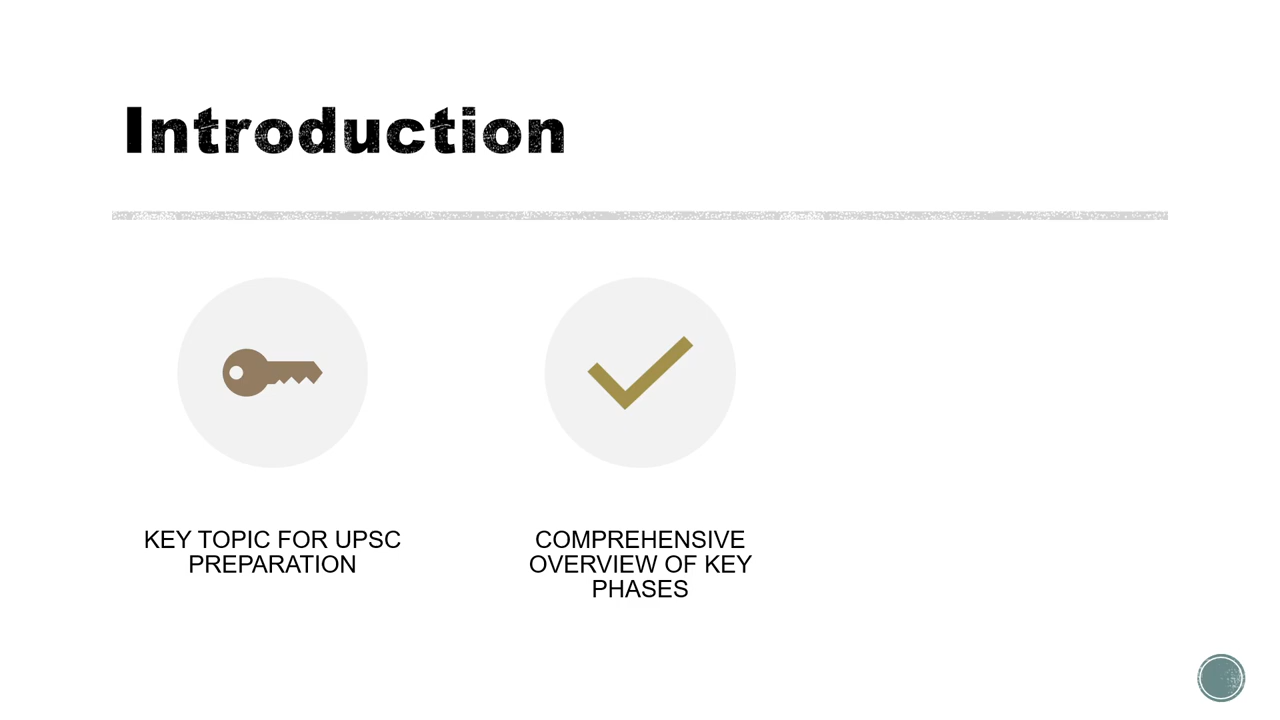 Introduction
KEY TOPIC FOR UPSC
PREPARATION
COMPREHENSIVE
OVERVIEW OF KEY
PHASES